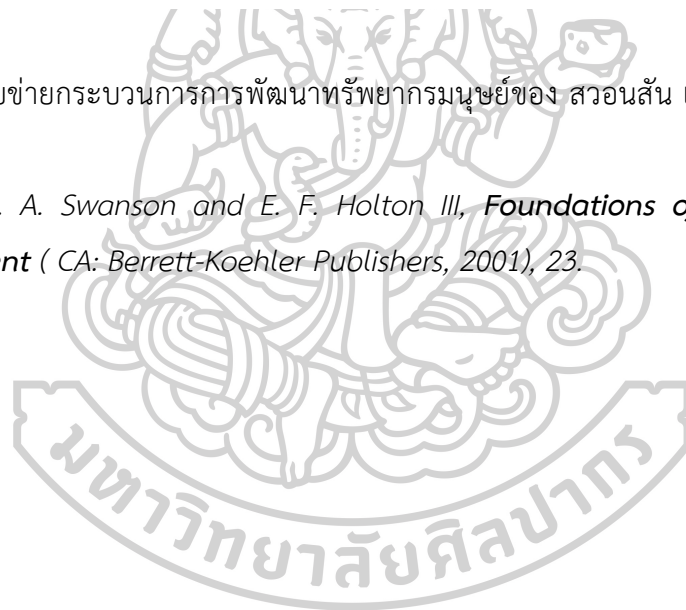 ข่ายกระบวนการการพัฒนาทรัพยากรมนุษย์ของ สวอนสัน
. A. Swanson and E. F. Holton III, Foundations
nt ( CA: Berrett-Koehler Publishers, 2001), 23.
มหาวิทยาลัยศิลปากร